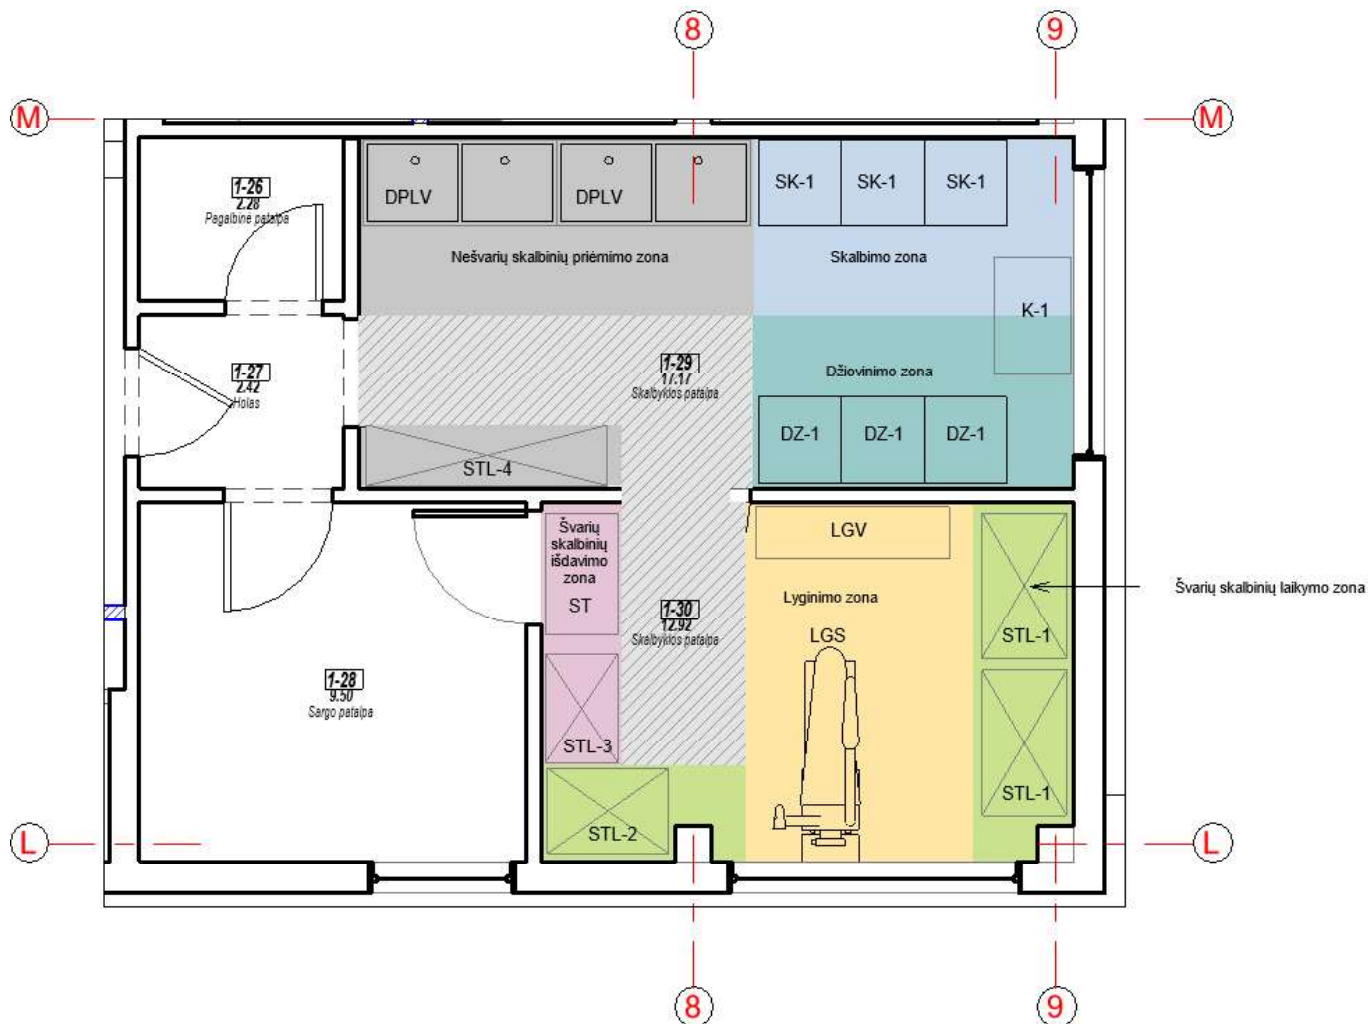 8
9
M
M
1-26
2.28
Pagalbinė patalpa
DPLV
DPLV
SK-1
SK-1
SK-1
Nešvarių skalbinių priėmimo zona
Skalbimo zona
K-1
1-27
2.42
Holas
1-29
17.17
Skalbyklos patalpa
Džiovinimo zona
DZ-1
DZ-1
DZ-1
STL-4
Švarių
skalbinių
išdavimo
zona
ST
LGV
Lyginimo zona
Švarių skalbinių laikymo zona
1-30
12.92
Skalbyklos patalpa
LGS
STL-1
1-28
9.50
Sargo patalpa
STL-3
STL-1
STL-2
L
L
8
9